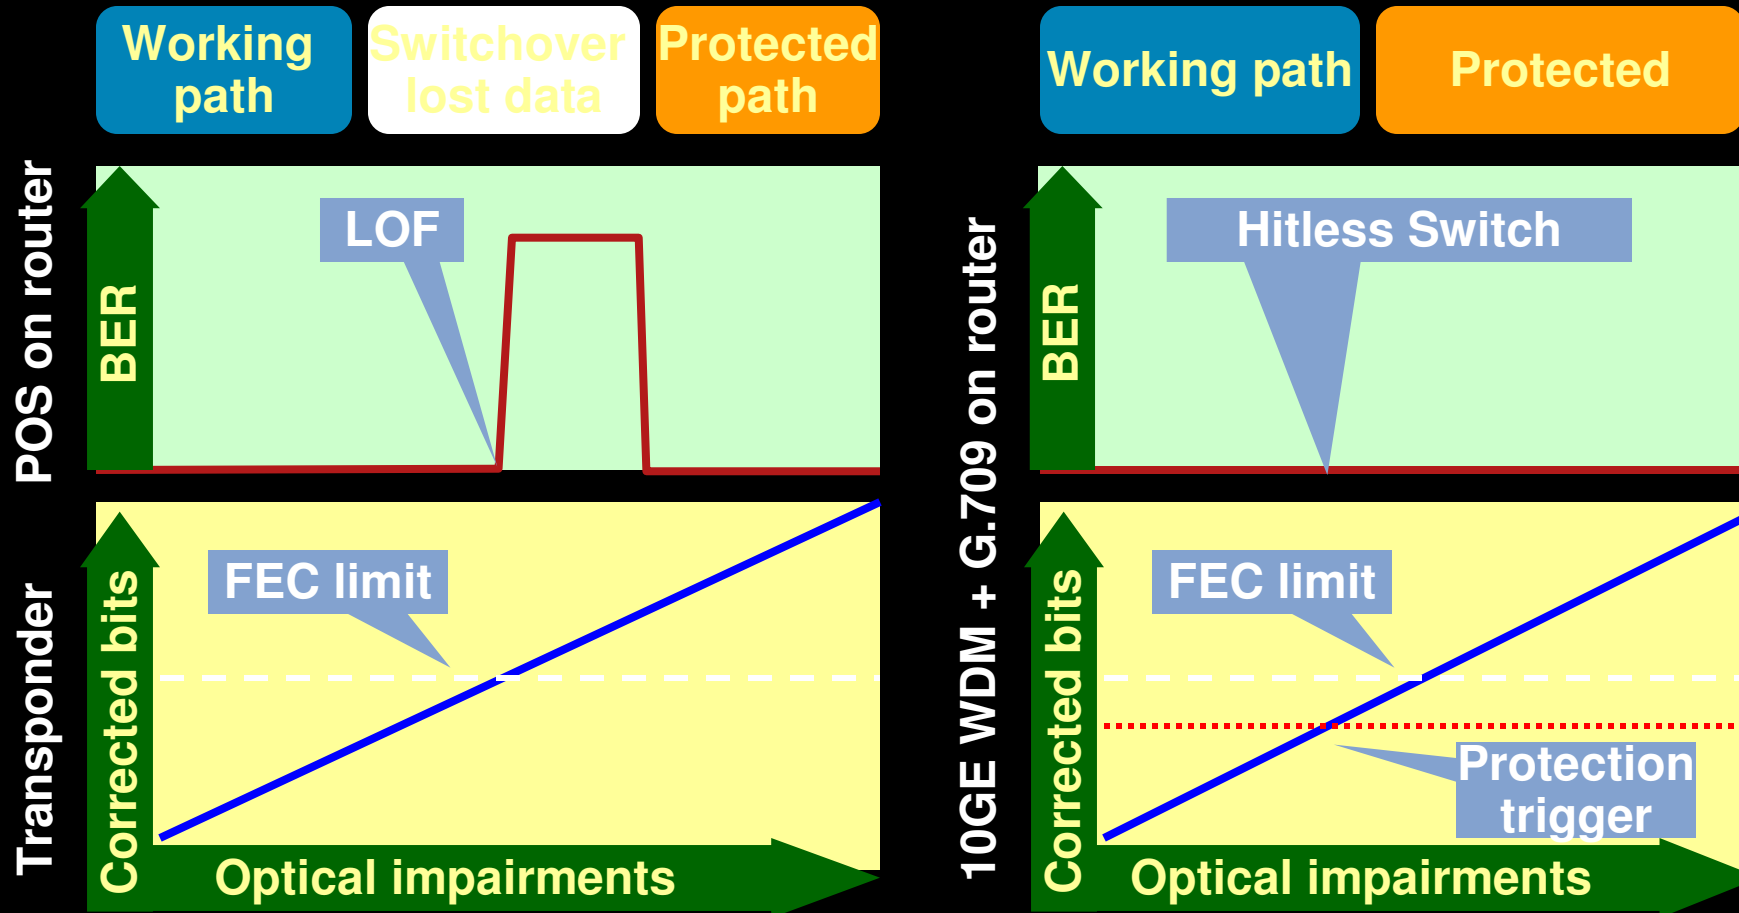 Working
path
Switchover
lost data
Protected
path
POS on router
BER
LOF
Transponder
Corrected bits
FEC limit
Optical impairments
Working path
Protected
10GE WDM + G.709 on router
BER
Hitless Switch
Corrected bits
FEC limit
Protection
trigger
Optical impairments